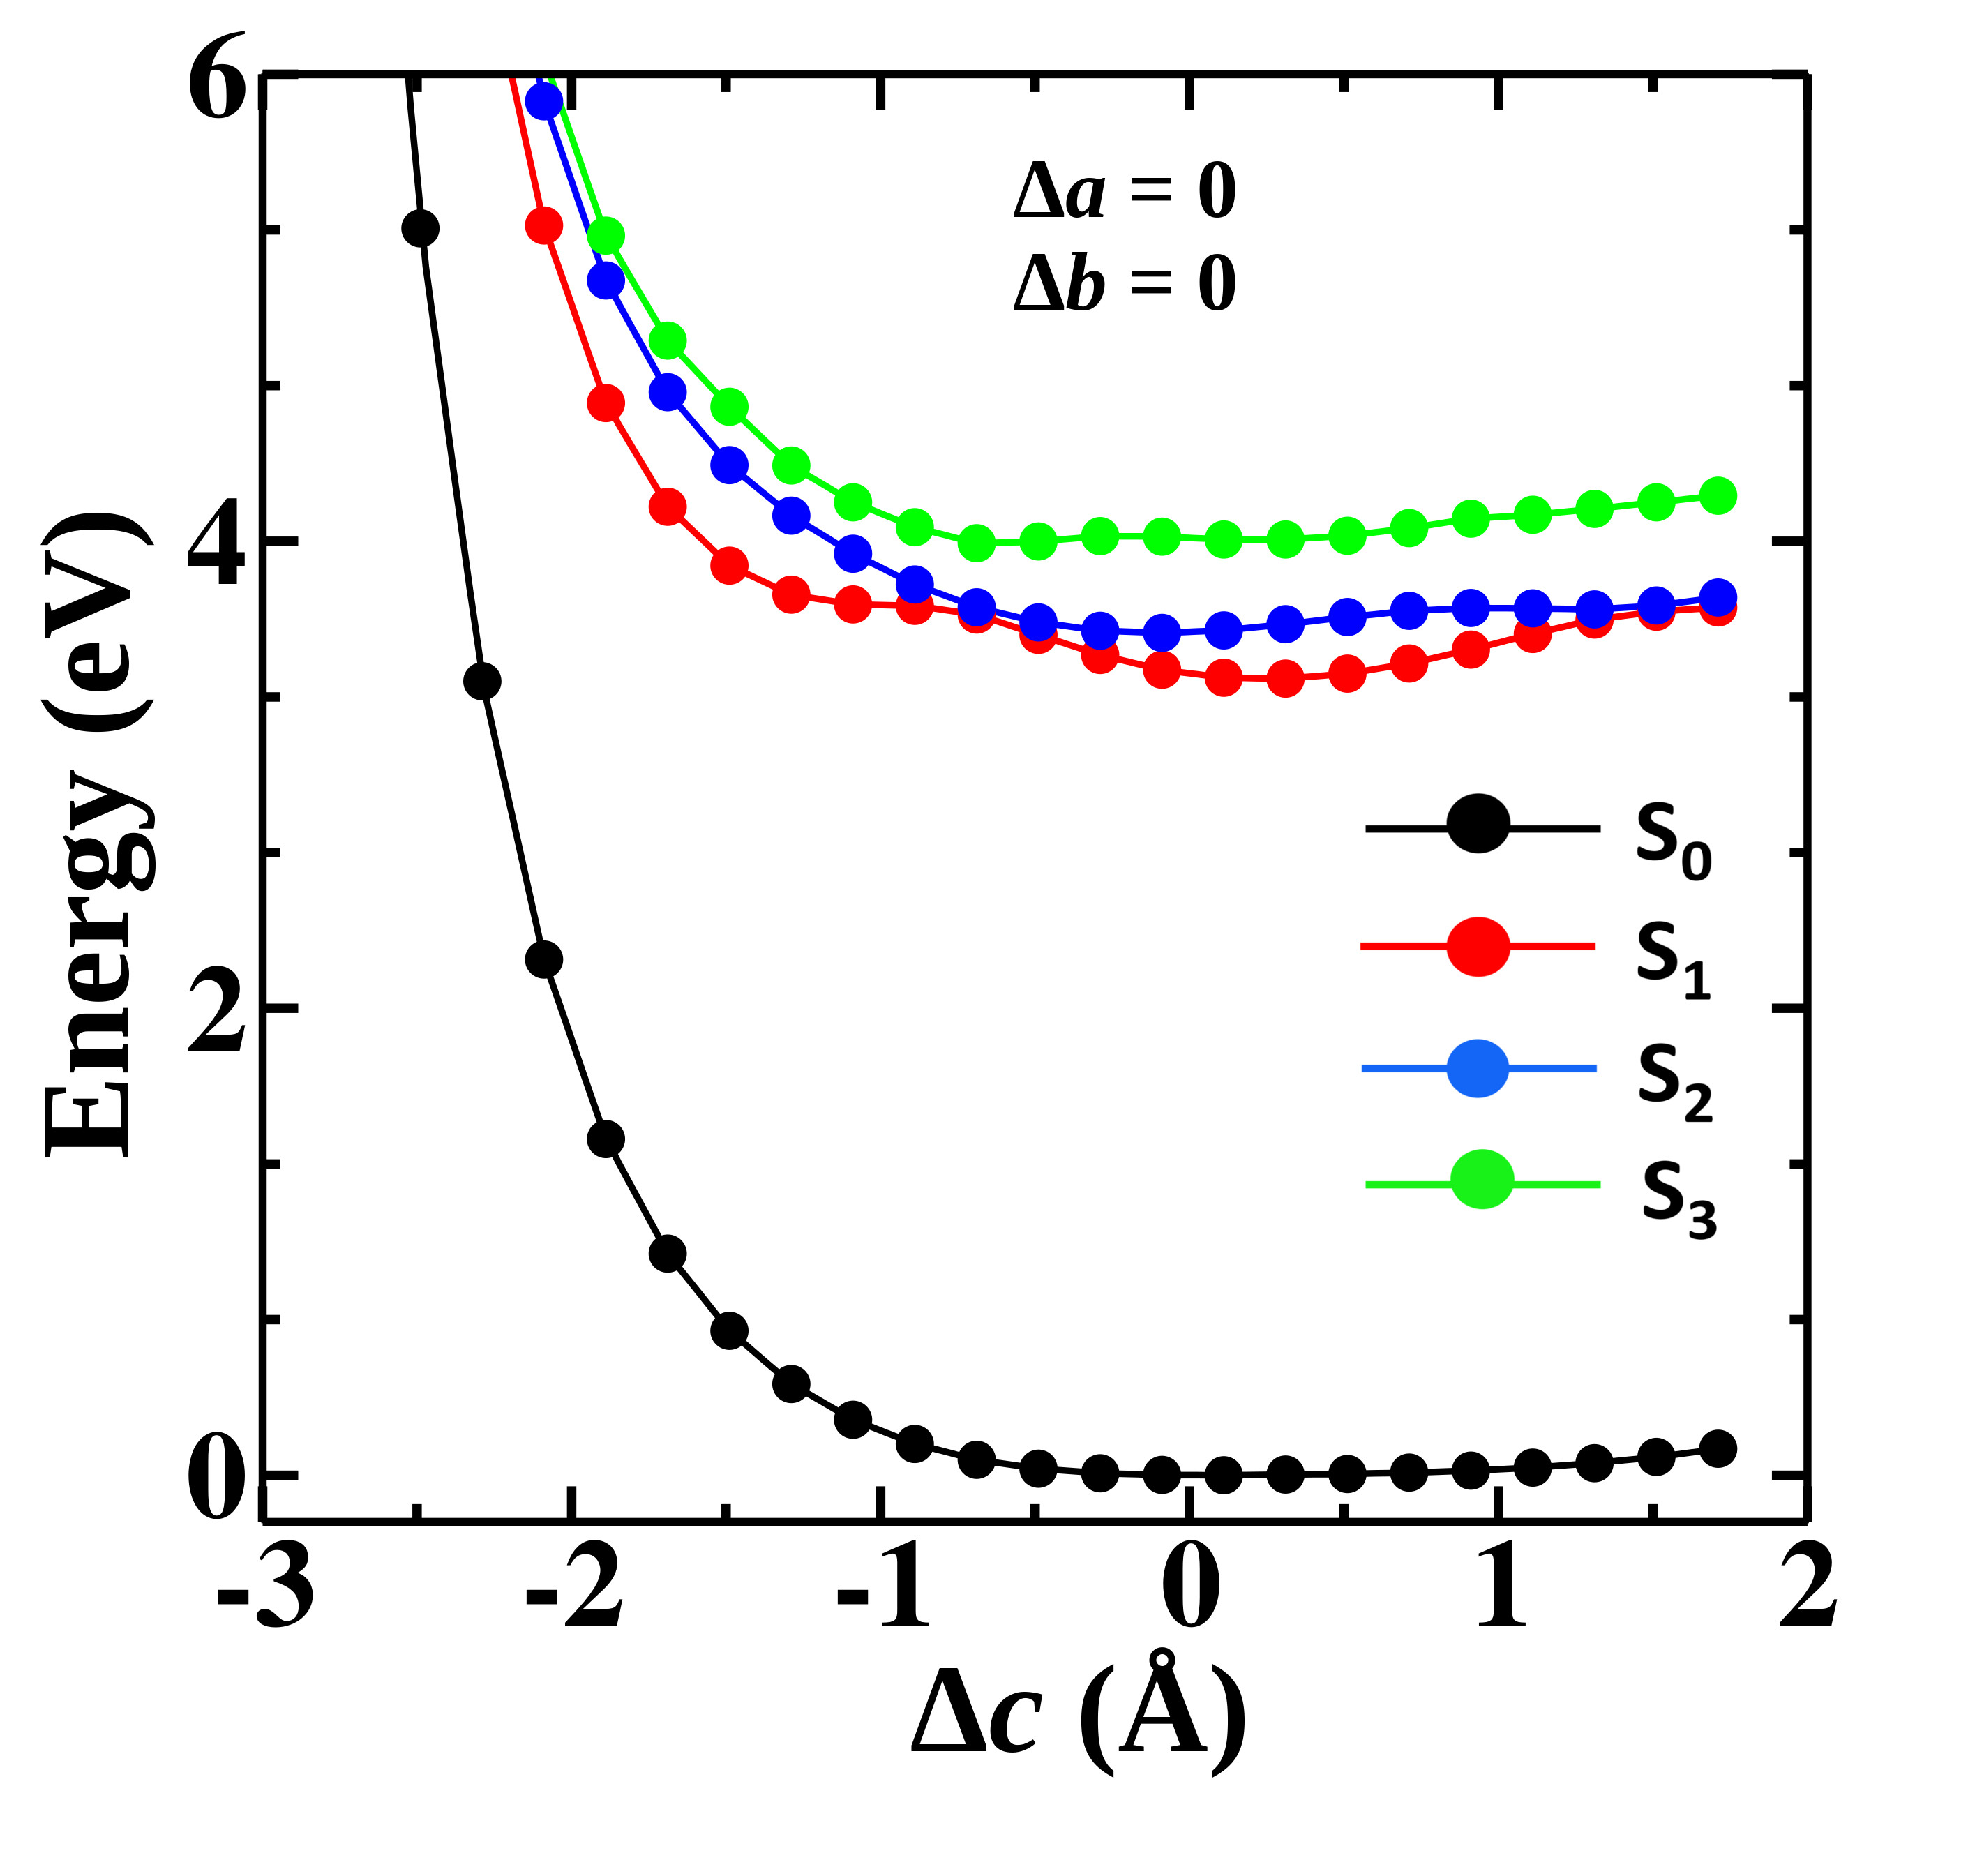 6
4
2
0
Energy (eV)
Δa = 0
Δb = 0
S0
S1
S2
S3
-3 -2 -1 0 1 2
Δc (Å)